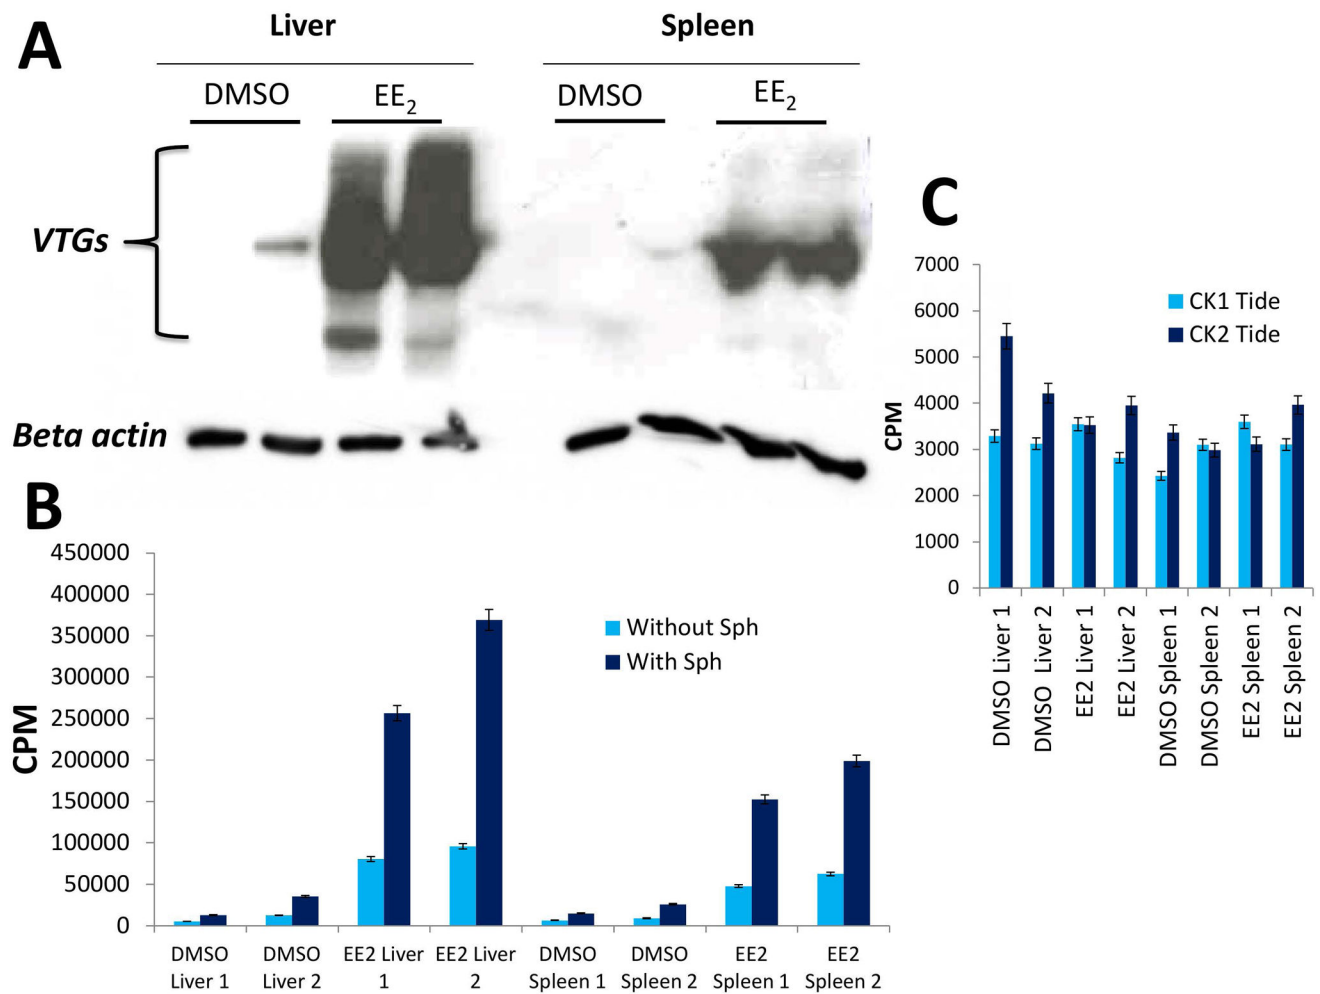 A
Liver
Spleen
DMSO
EE2
DMSO
EE2
VTGs
Beta actin
B
450000
400000
350000
300000
250000
200000
150000
100000
50000
0
CPM
Without Sph
With Sph
DMSO Liver 1
DMSO Liver 2
EE2 Liver 1
EE2 Liver 2
DMSO Spleen 1
DMSO Spleen 2
EE2 Spleen 1
EE2 Spleen 2
C
7000
6000
5000
4000
3000
2000
1000
0
CPM
CK1 Tide
CK2 Tide
DMSO Liver 1
DMSO Liver 2
EE2 Liver 1
EE2 Liver 2
DMSO Spleen 1
DMSO Spleen 2
EE2 Spleen 1
EE2 Spleen 2